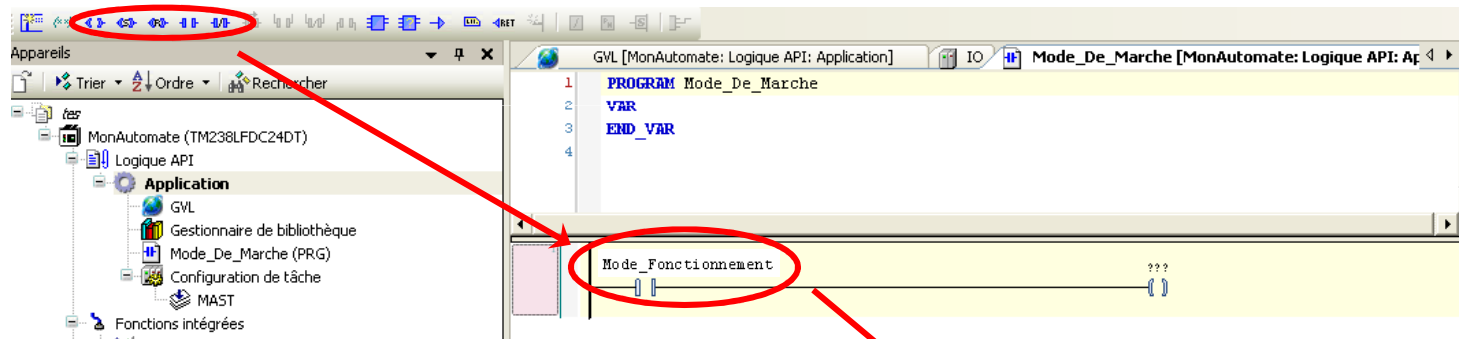 RET
Appareils
Trier Ordre Rechercher
tes
MonAutomate (TM238LFDC24DT)
Logique API
Application
GVL
Gestionnaire de bibliothèque
Mode_De_Marche (PRG)
Configuration de tâche
MAST
Fonctions intégrées
GVL [MonAutomate: Logique API: Application] IO Mode_De_Marche [MonAutomate: Logique API: Ap
1 PROGRAM Mode_De_Marche
2 VAR
3 END_VAR
4
Mode_Fonctionnement ???